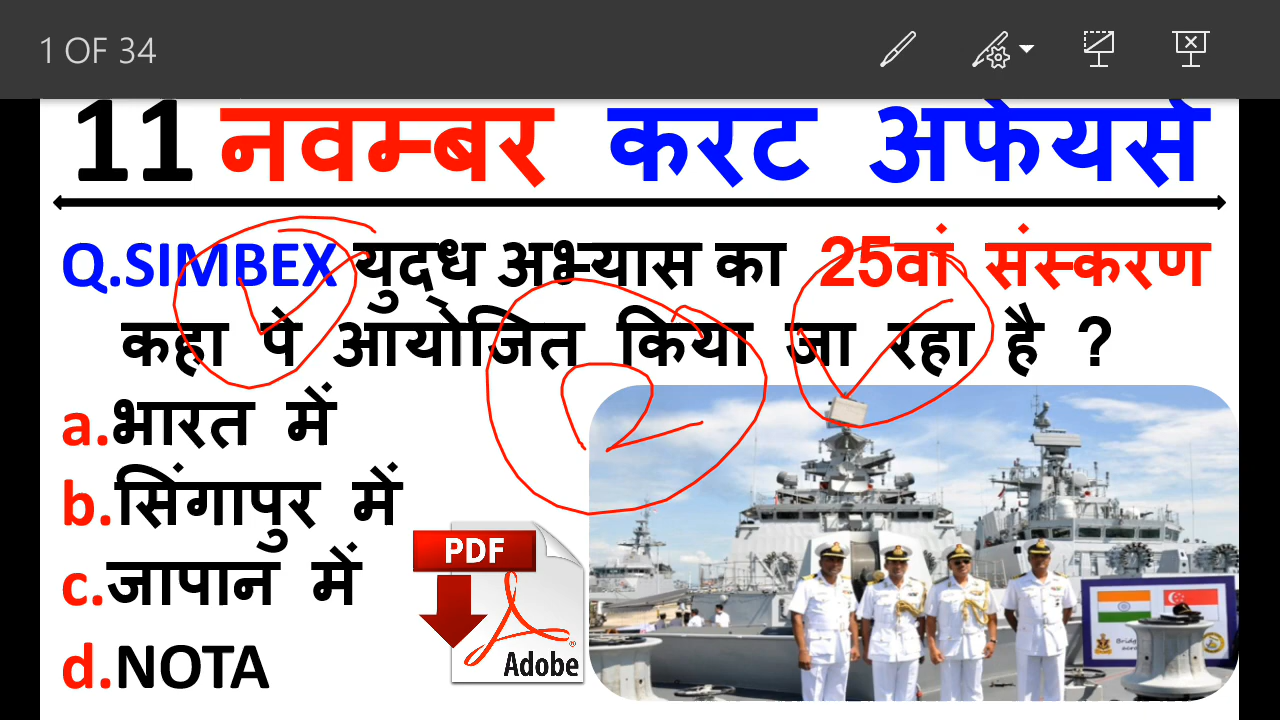 1 OF 34
11 नवम्बर करट अफेयर्स
Q.SIMBEX युद्ध अभ्यास का 25वां संस्करण
कहा पे आयोजित किया जा रहा है ?
a.भारत में
b.सिंगापुर में
c.जापान में
d.NOTA
PDF
Adobe
2